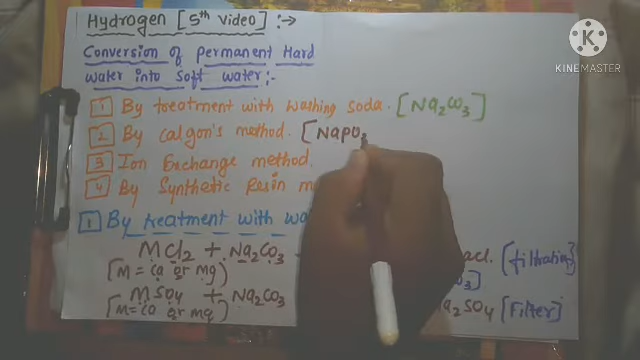 Hydrogen [5th Video] :→
Conversion of permanent Hard
water into Soft water :-
1 By treatment with washing soda. [Na2CO3]
2 By calgon's method. [NaPO3
3 Ion Exchange method.
4 By Synthetic Resin m
1 By treatment with wa
MCl2 + Na2CO3 acl. [filtration]
[M = Ca or Mg]
MSO4 + Na2CO3 a2SO4 [Filter]
[M = Ca or Mg]
KINEMASTER